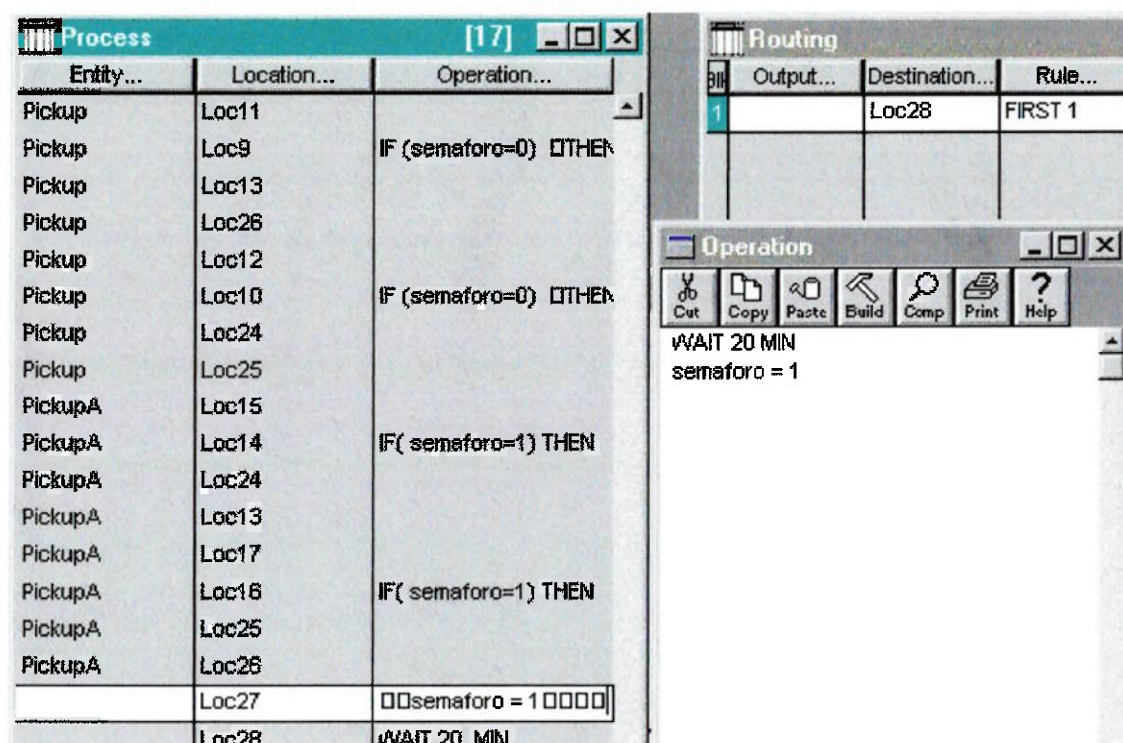 Process [17]
Entity... Location... Operation...
Pickup Loc11
Pickup Loc9 IF (semaforo=0) □THEN
Pickup Loc13
Pickup Loc26
Pickup Loc12
Pickup Loc10 IF (semaforo=0) □THEN
Pickup Loc24
Pickup Loc25
PickupA Loc15
PickupA Loc14 IF( semaforo=1) THEN
PickupA Loc24
PickupA Loc13
PickupA Loc17
PickupA Loc16 IF( semaforo=1) THEN
PickupA Loc25
PickupA Loc26
Loc27 □□semaforo = 1□□□□
Loc28 WAIT 20 MIN
Routing
Blk Output... Destination... Rule...
1 Loc28 FIRST 1
Operation
Cut Copy Paste Build Comp Print Help
WAIT 20 MIN
semaforo = 1